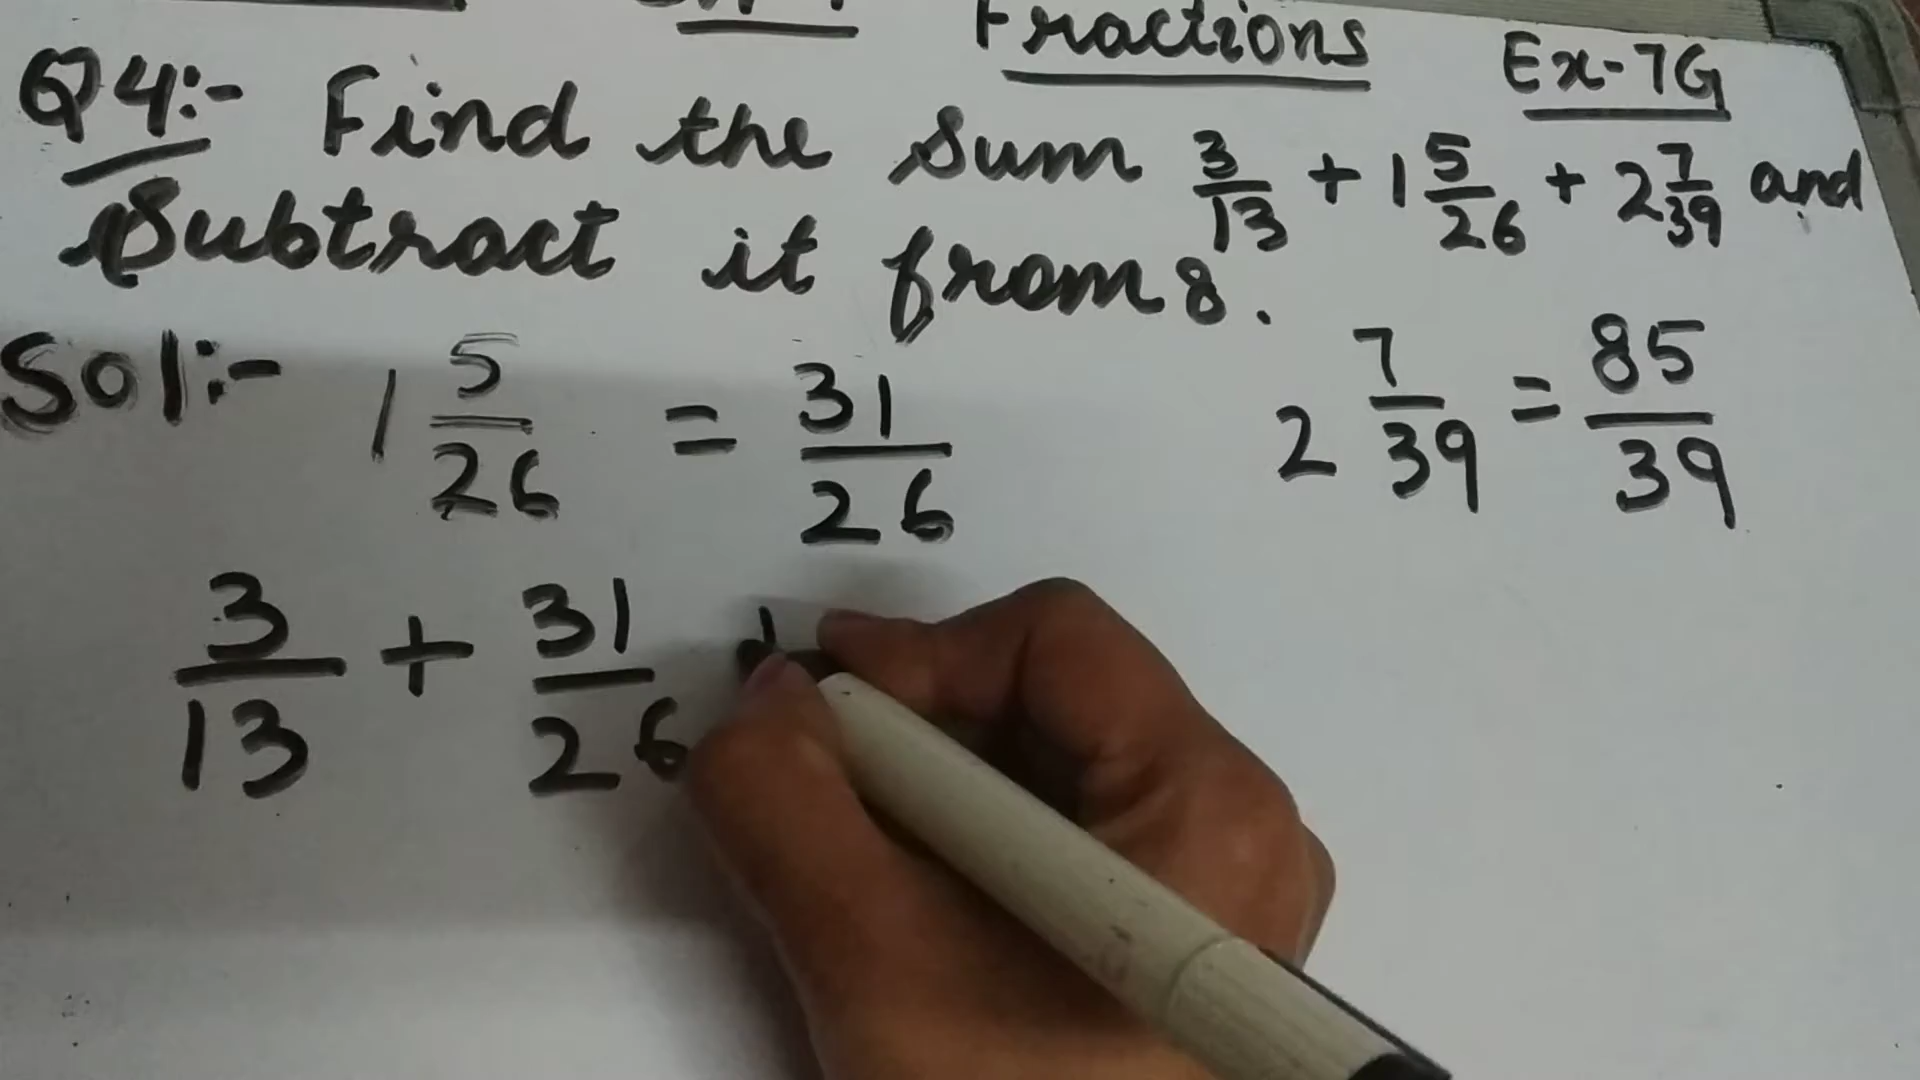 Fractions Ex-7G
Q4:- Find the Sum 3/13 + 1 5/26 + 2 7/39 and
Subtract it from 8.
Sol:- 1 5/26 = 31/26 2 7/39 = 85/39
3/13 + 31/26